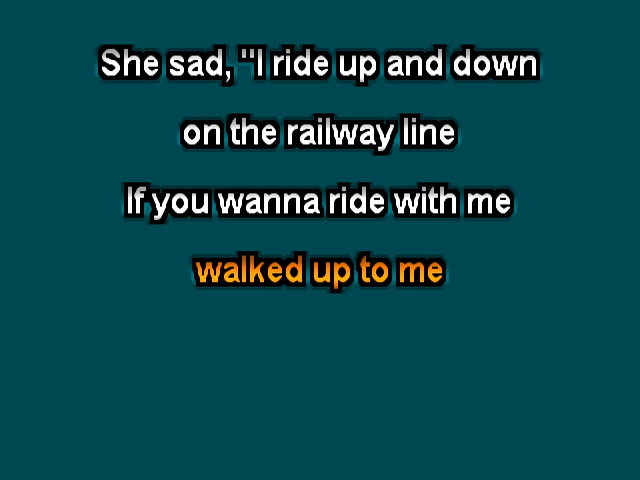 She sad, "I ride up and down
on the railway line
If you wanna ride with me
walked up to me